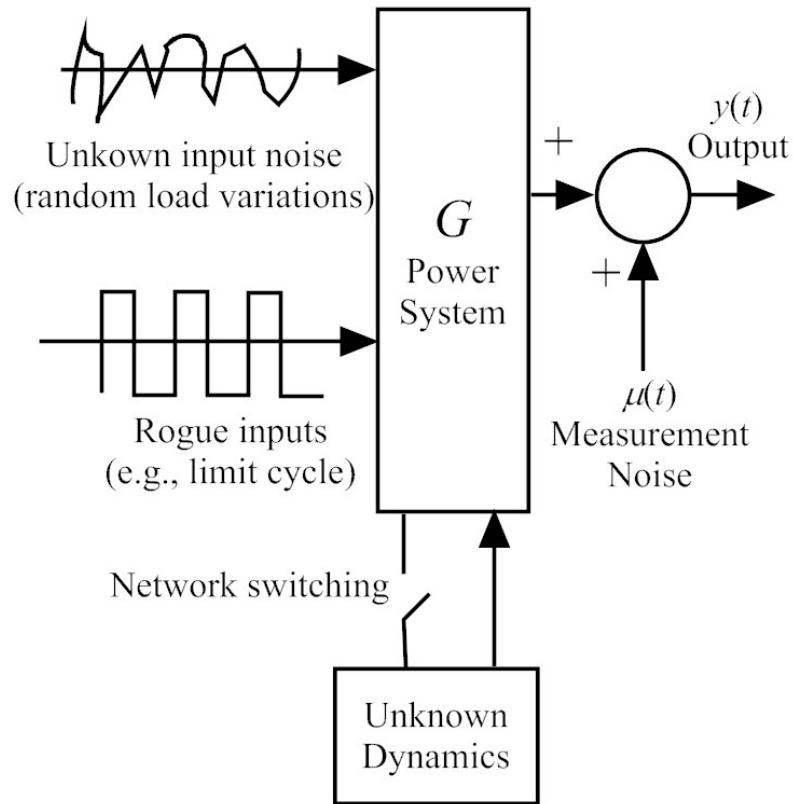 Unkown input noise
(random load variations)
Rogue inputs
(e.g., limit cycle)
G
Power
System
+
+
y(t)
Output
μ(t)
Measurement
Noise
Network switching
Unknown
Dynamics